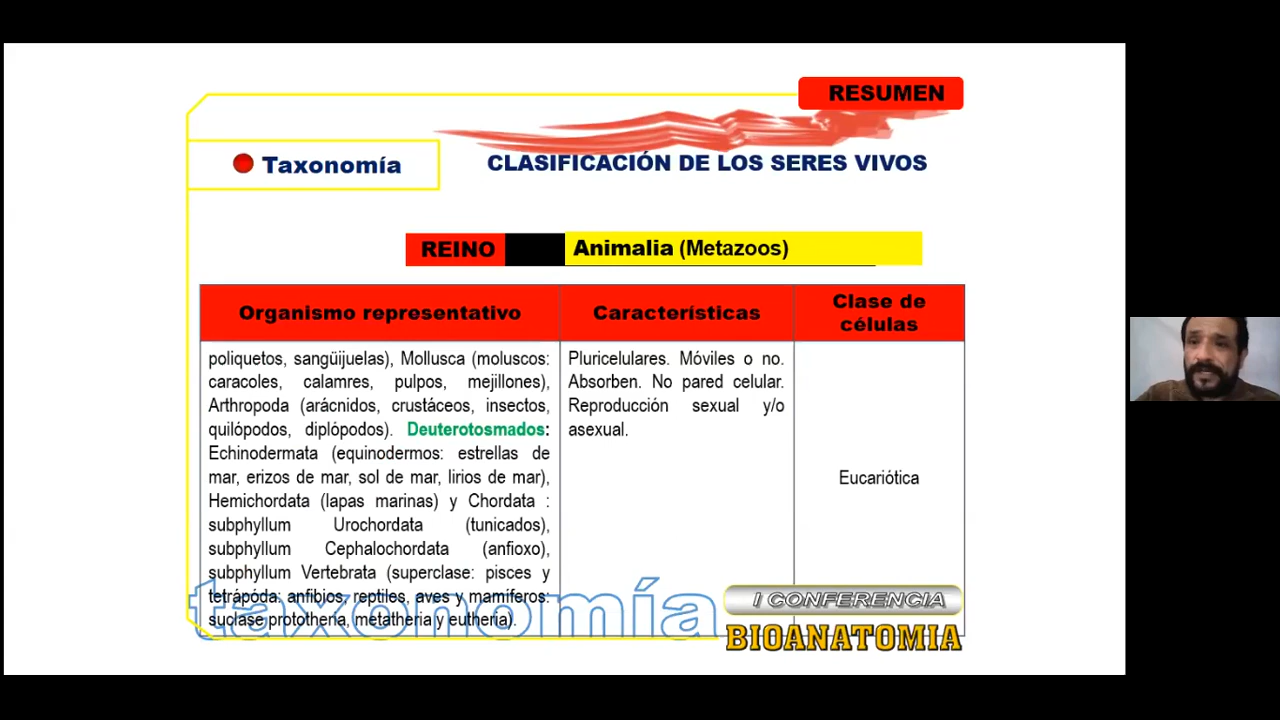 RESUMEN
Taxonomía
CLASIFICACIÓN DE LOS SERES VIVOS
REINO
Animalia (Metazoos)
Organismo representativo
Características
Clase de
células
poliquetos, sangüijuelas), Mollusca (moluscos:
caracoles, calamres, pulpos, mejillones),
Arthropoda (arácnidos, crustáceos, insectos,
quilópodos, diplópodos). Deuterotosmados:
Echinodermata (equinodermos: estrellas de
mar, erizos de mar, sol de mar, lirios de mar),
Hemichordata (lapas marinas) y Chordata :
subphyllum Urochordata (tunicados),
subphyllum Cephalochordata (anfioxo),
subphyllum Vertebrata (superclase: pisces y
tetrápóda: anfibios, reptiles, aves y mamíferos:
suclase prototheria, metatheria y eutheria).
Pluricelulares. Móviles o no.
Absorben. No pared celular.
Reproducción sexual y/o
asexual.
Eucariótica
taxonomía
I CONFERENCIA
BIOANATOMIA